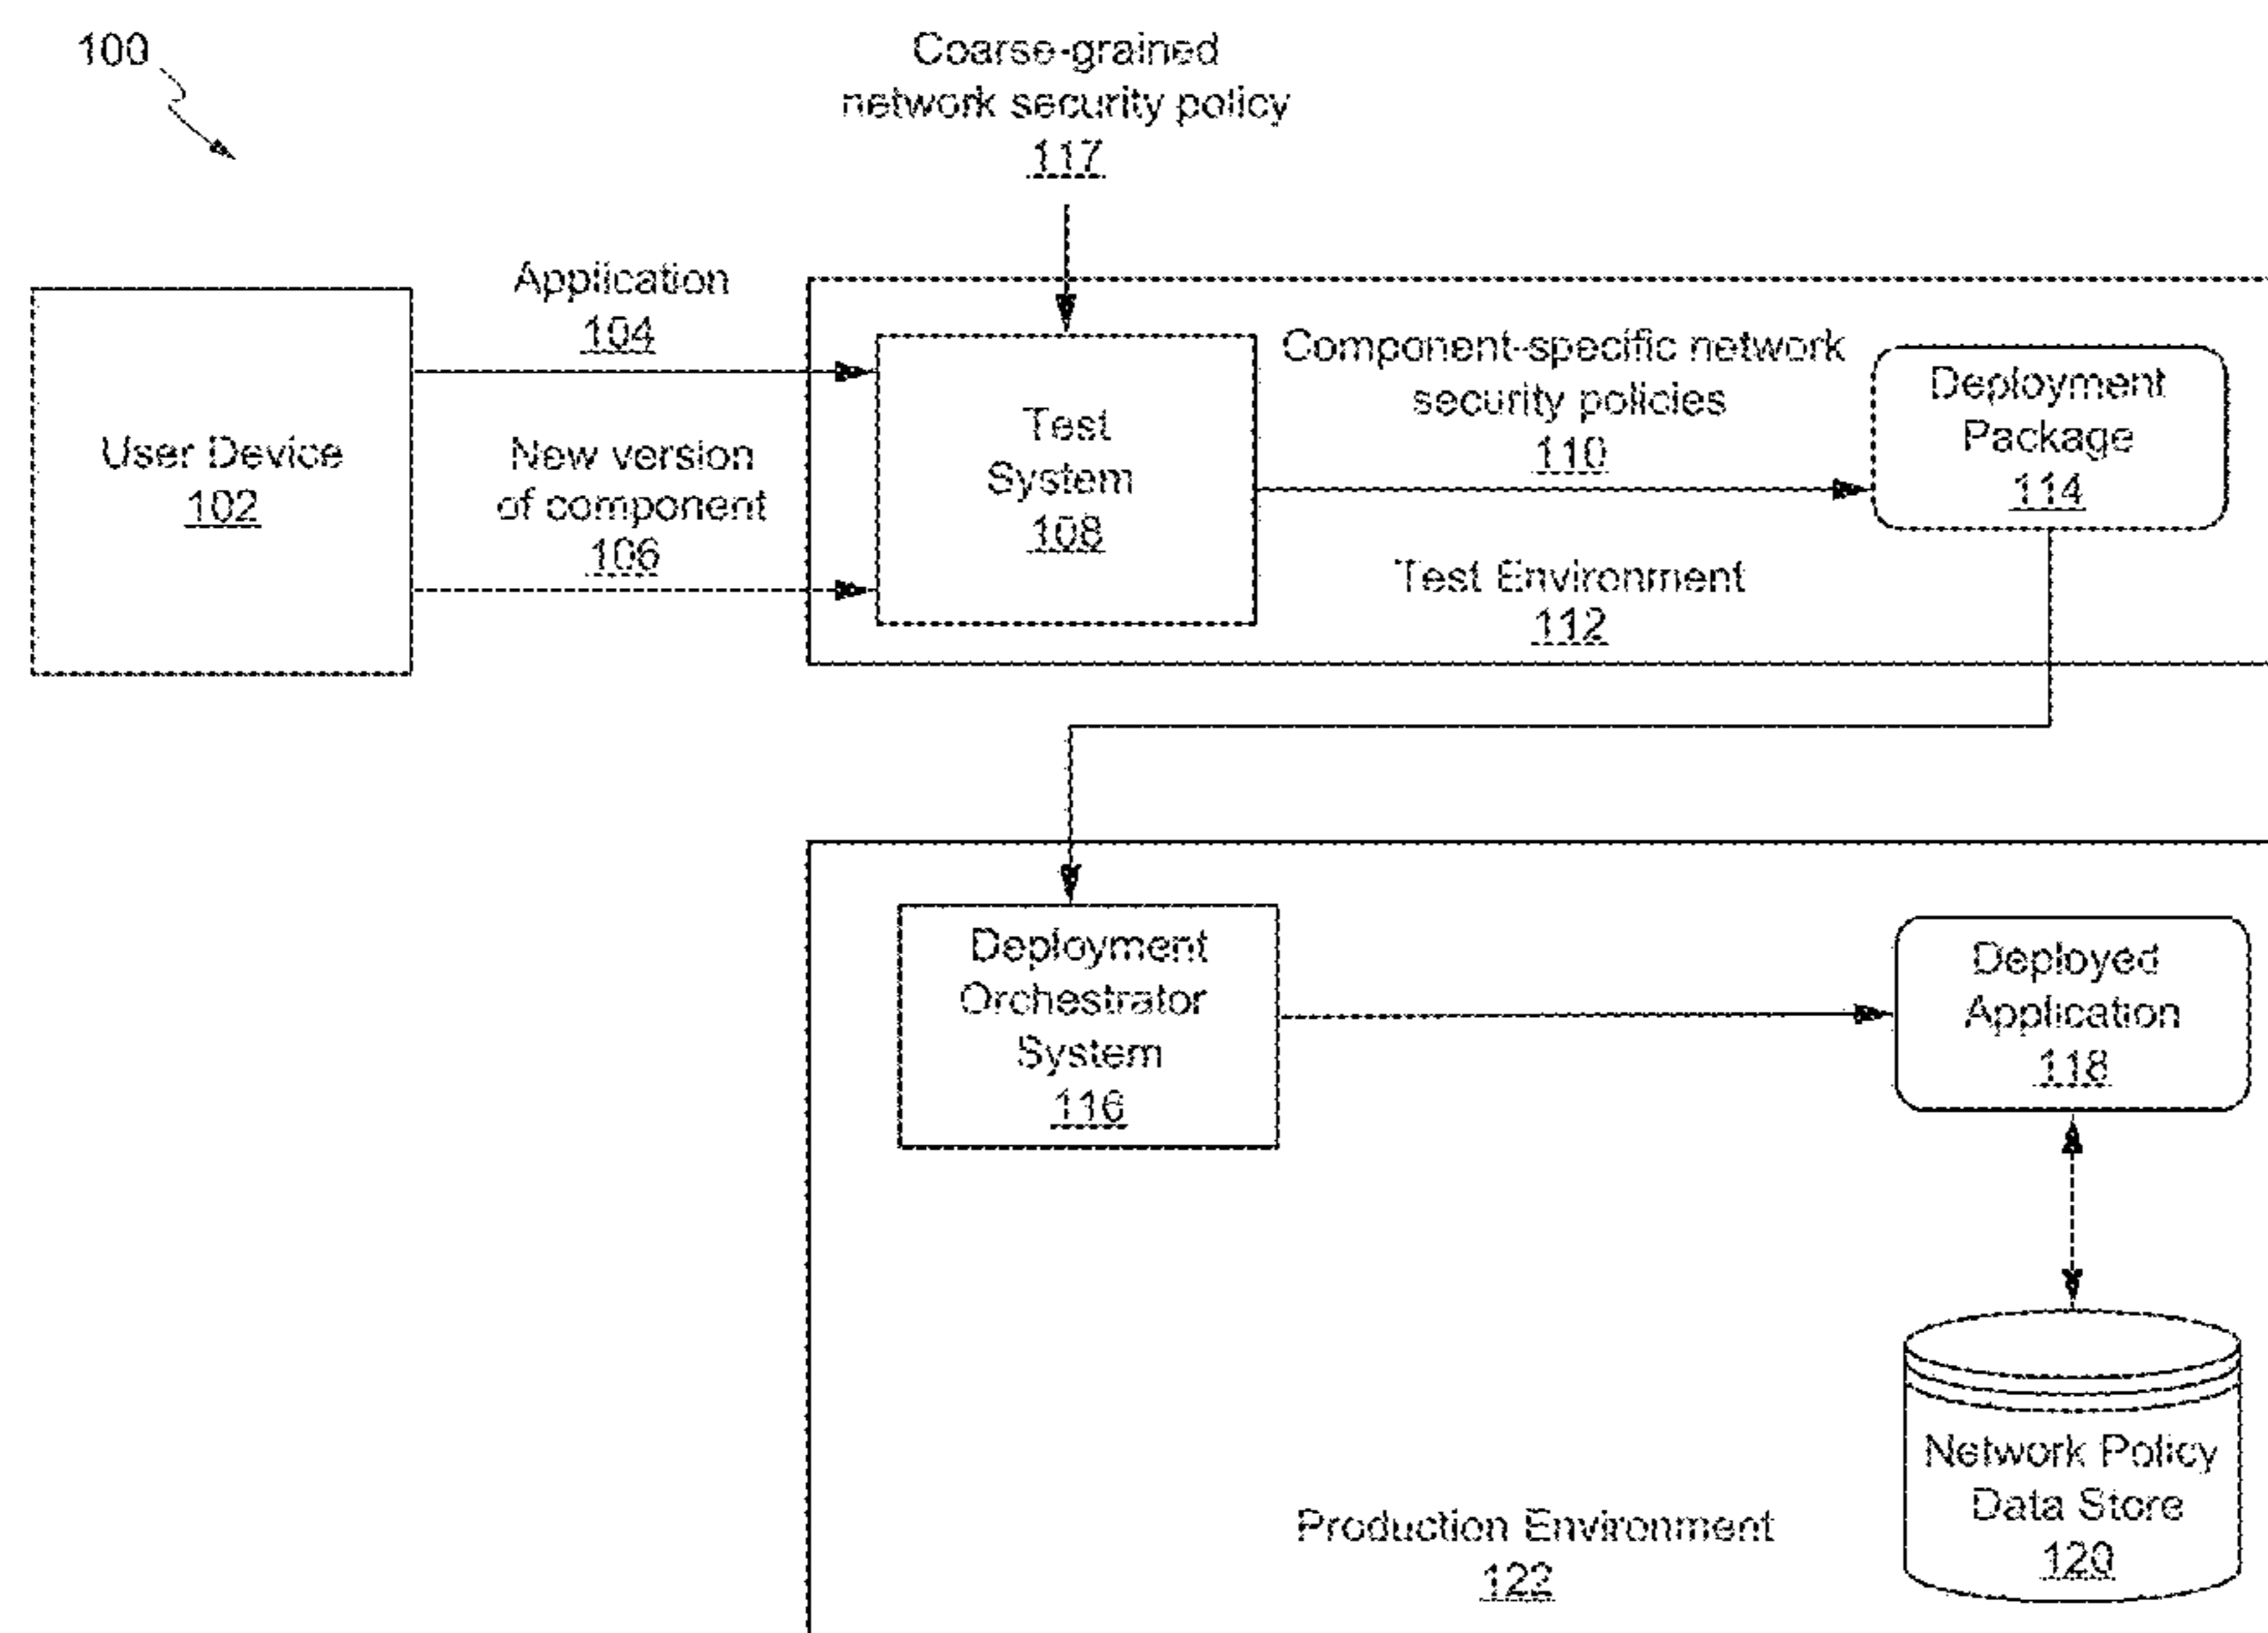 100
Coarse-grained
network security policy
117
Application
104
User Device
102
New version
of component
106
Test
System
108
Component-specific network
security policies
110
Deployment
Package
114
Test Environment
112
Deployment
Orchestrator
System
116
Deployed
Application
118
Network Policy
Data Store
120
Production Environment
122